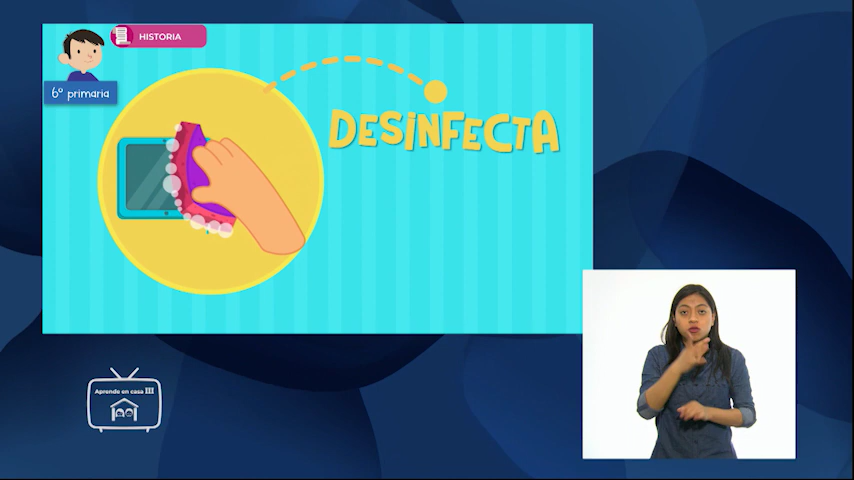 HISTORIA
6º primaria
DESINFECTA
Aprende en casa III